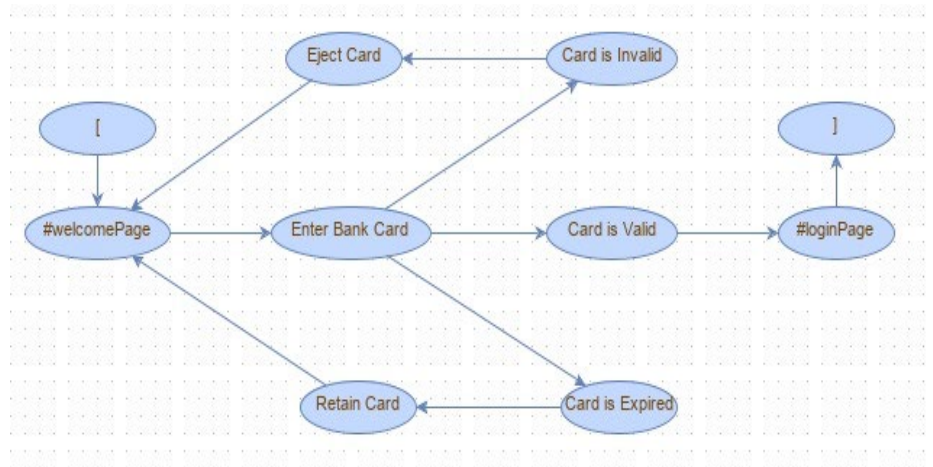 Eject Card
Card is Invalid
[
]
#welcomePage
Enter Bank Card
Card is Valid
#loginPage
Retain Card
Card is Expired